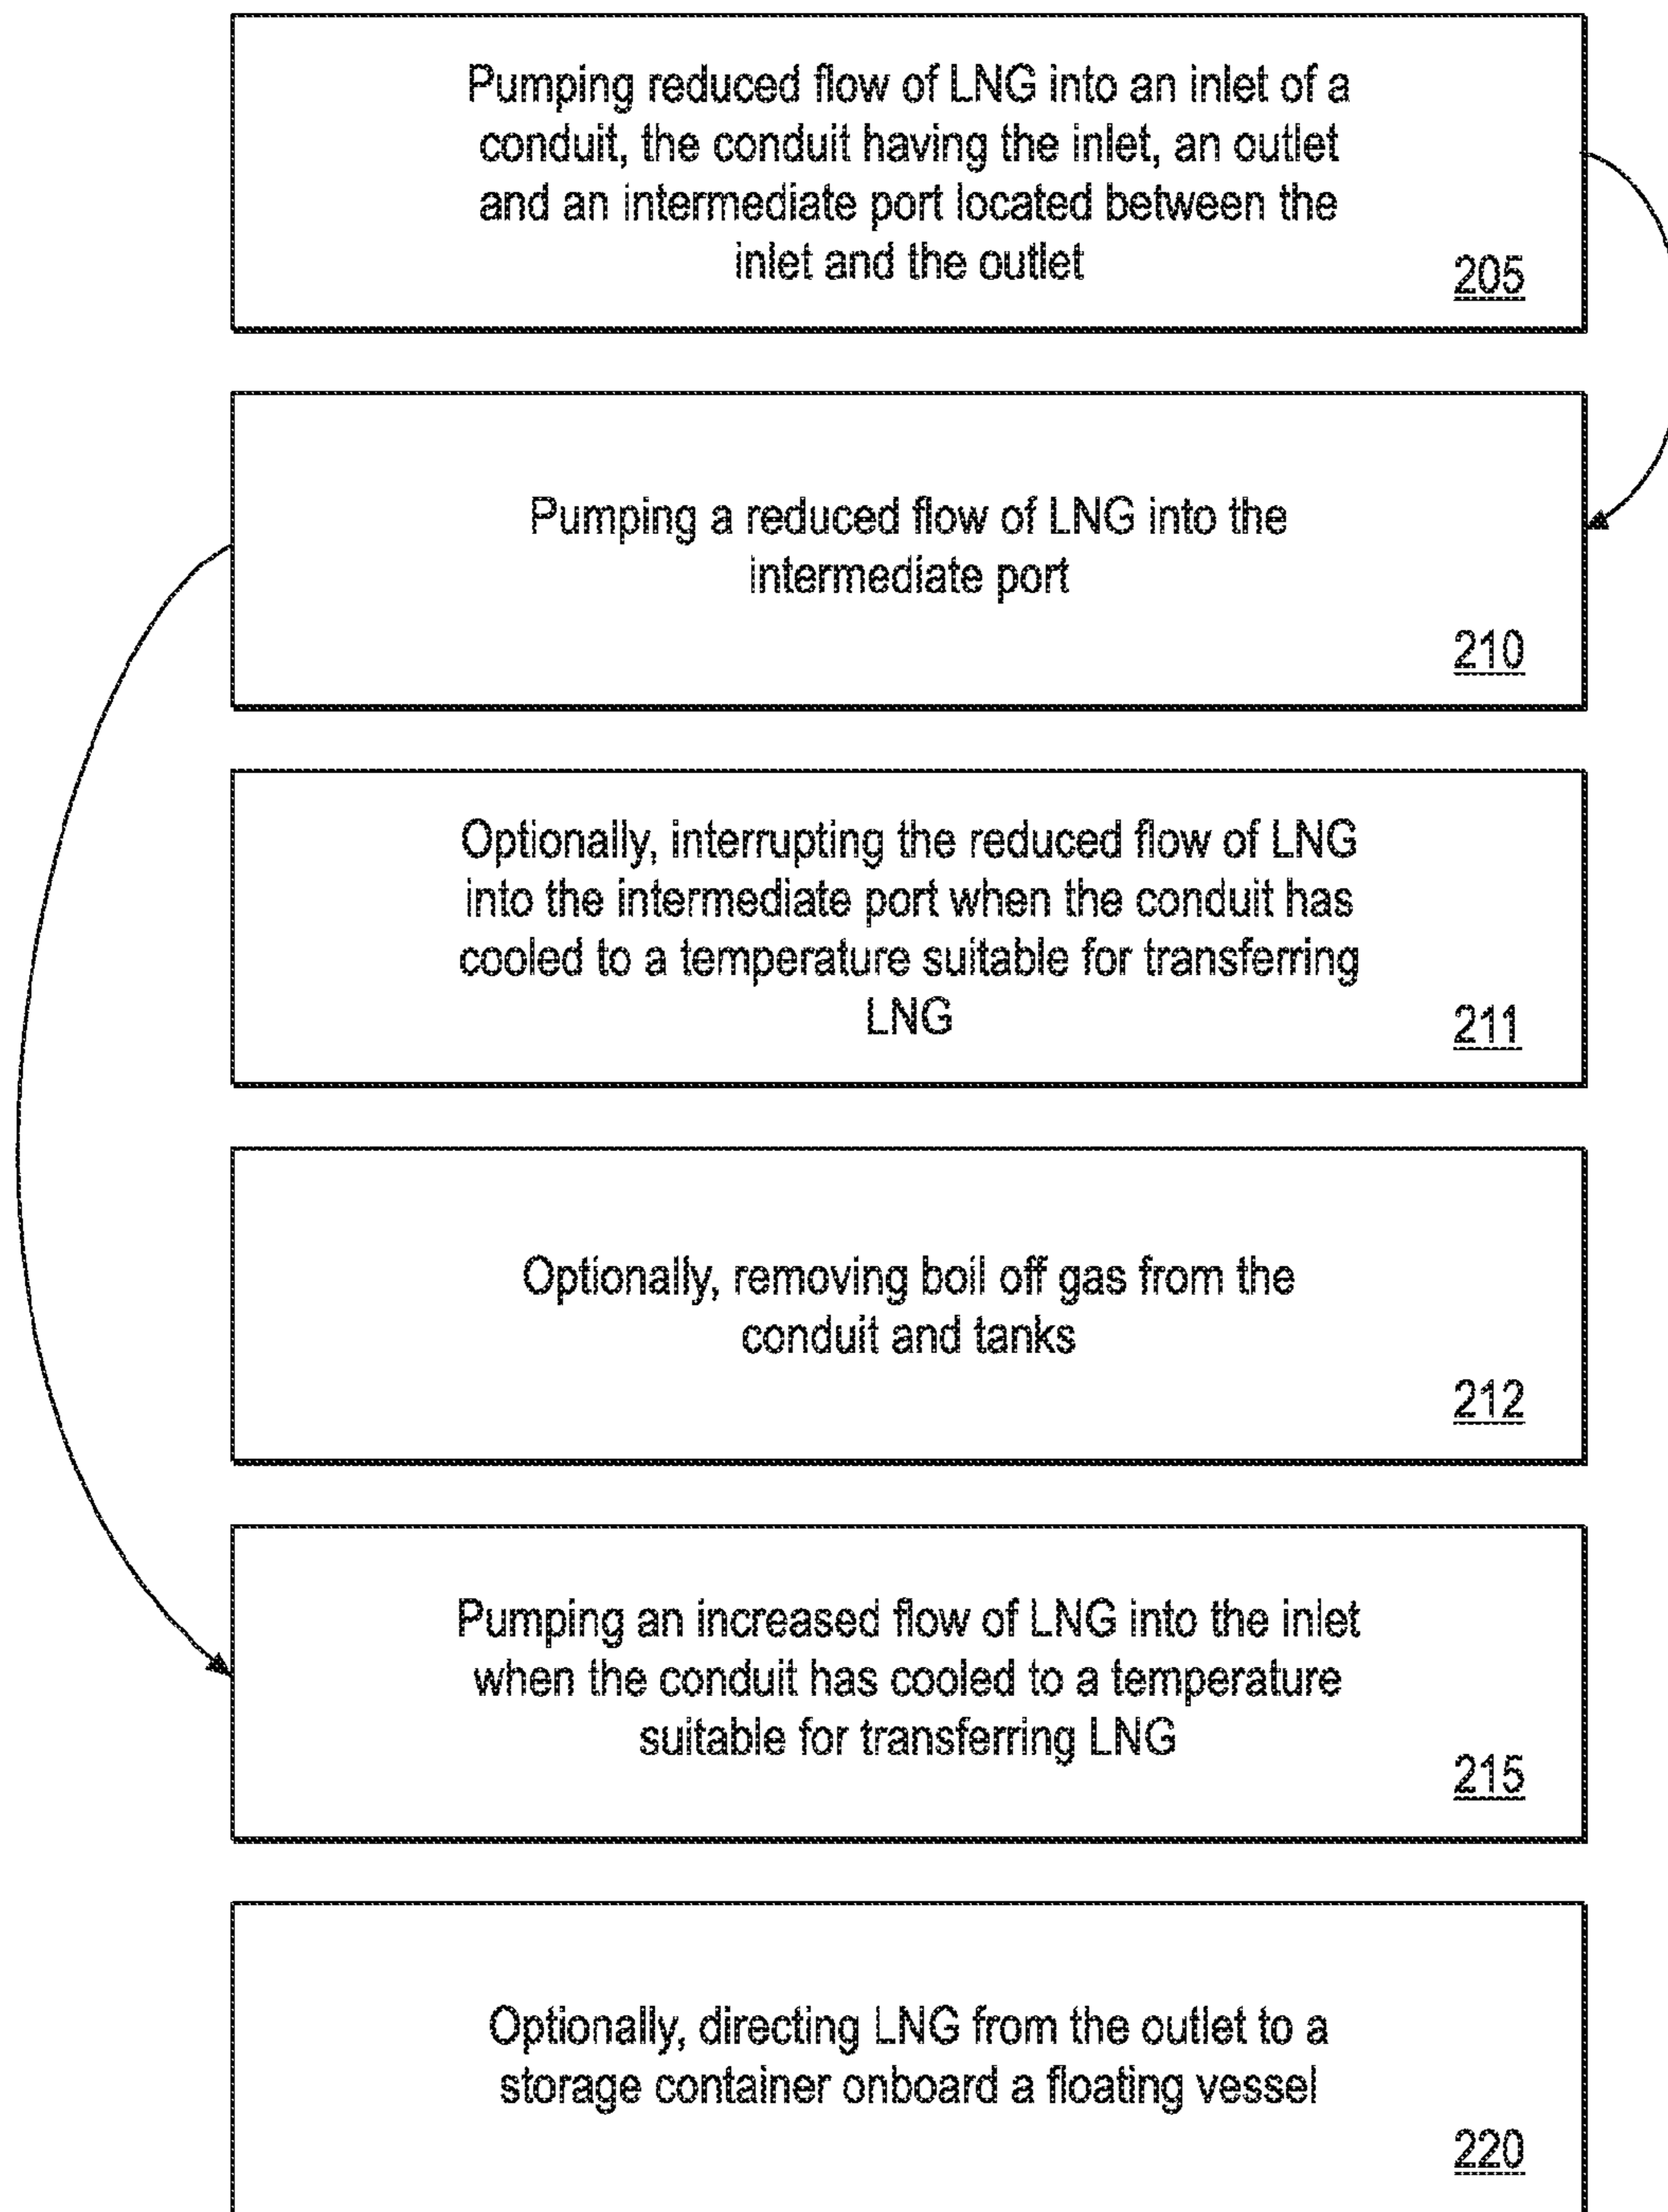 Pumping reduced flow of LNG into an inlet of a
conduit, the conduit having the inlet, an outlet
and an intermediate port located between the
inlet and the outlet
205
Pumping a reduced flow of LNG into the
intermediate port
210
Optionally, interrupting the reduced flow of LNG
into the intermediate port when the conduit has
cooled to a temperature suitable for transferring
LNG
211
Optionally, removing boil off gas from the
conduit and tanks
212
Pumping an increased flow of LNG into the inlet
when the conduit has cooled to a temperature
suitable for transferring LNG
215
Optionally, directing LNG from the outlet to a
storage container onboard a floating vessel
220